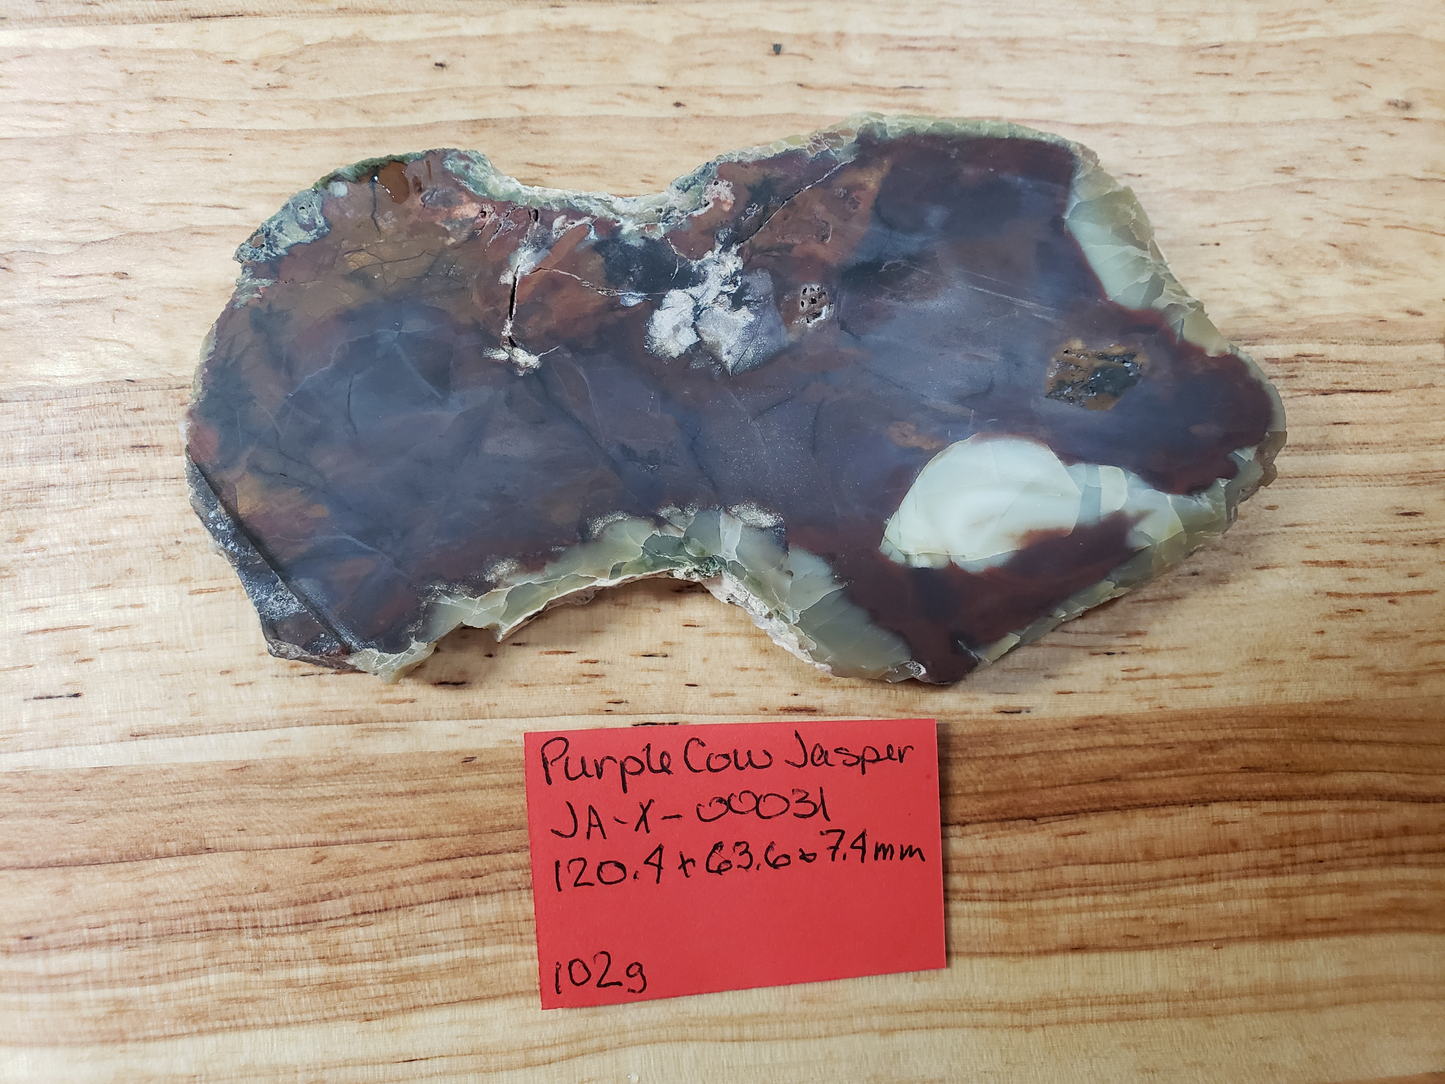 Purple Cow Jasper
JA-X-00031
120.4 x 63.6 x 7.4mm
102g